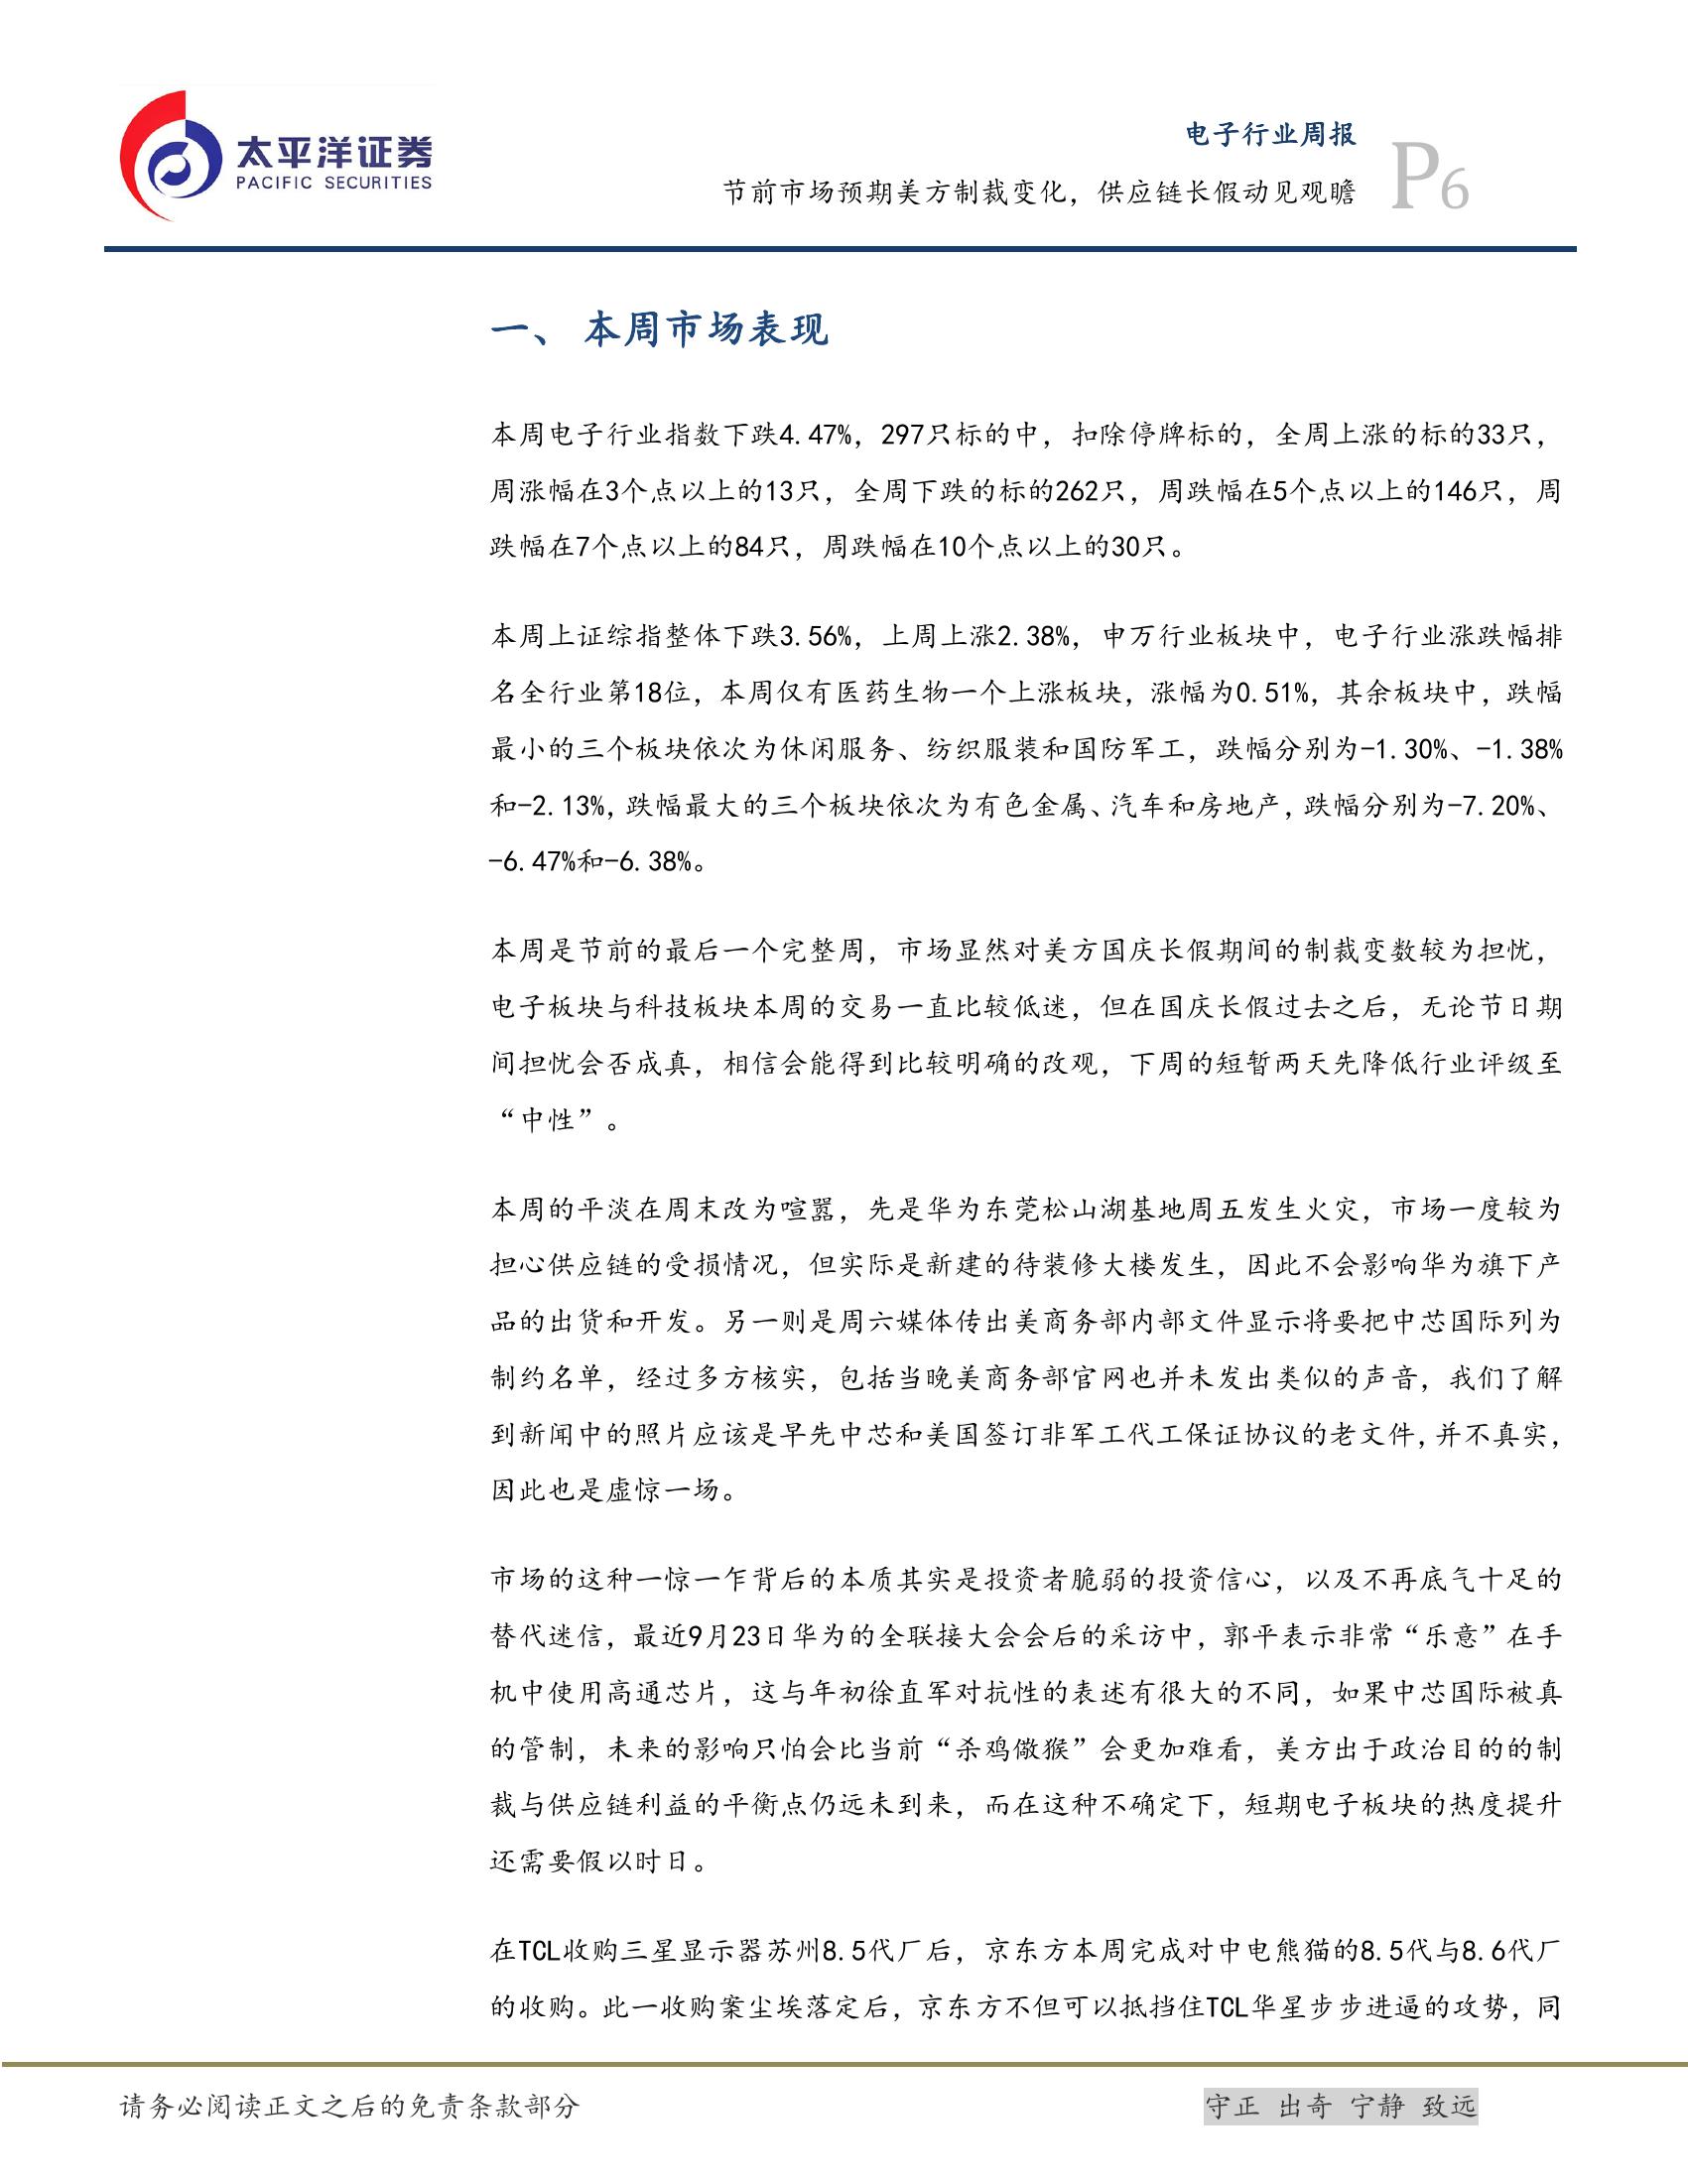 太平洋证券
PACIFIC SECURITIES
电子行业周报
节前市场预期美方制裁变化，供应链长假动见观瞻
P6
一、 本周市场表现
本周电子行业指数下跌4.47%，297只标的中，扣除停牌标的，全周上涨的标的33只，
周涨幅在3个点以上的13只，全周下跌的标的262只，周跌幅在5个点以上的146只，周
跌幅在7个点以上的84只，周跌幅在10个点以上的30只。
本周上证综指整体下跌3.56%，上周上涨2.38%，申万行业板块中，电子行业涨跌幅排
名全行业第18位，本周仅有医药生物一个上涨板块，涨幅为0.51%，其余板块中，跌幅
最小的三个板块依次为休闲服务、纺织服装和国防军工，跌幅分别为-1.30%、-1.38%
和-2.13%，跌幅最大的三个板块依次为有色金属、汽车和房地产，跌幅分别为-7.20%、
-6.47%和-6.38%。
本周是节前的最后一个完整周，市场显然对美方国庆长假期间的制裁变数较为担忧，
电子板块与科技板块本周的交易一直比较低迷，但在国庆长假过去之后，无论节日期
间担忧会否成真，相信会能得到比较明确的改观，下周的短暂两天先降低行业评级至
“中性”。
本周的平淡在周末改为喧嚣，先是华为东莞松山湖基地周五发生火灾，市场一度较为
担心供应链的受损情况，但实际是新建的待装修大楼发生，因此不会影响华为旗下产
品的出货和开发。另一则是周六媒体传出美商务部内部文件显示将要把中芯国际列为
制约名单，经过多方核实，包括当晚美商务部官网也并未发出类似的声音，我们了解
到新闻中的照片应该是早先中芯和美国签订非军工代工保证协议的老文件，并不真实，
因此也是虚惊一场。
市场的这种一惊一乍背后的本质其实是投资者脆弱的投资信心，以及不再底气十足的
替代迷信，最近9月23日华为的全联接大会会后的采访中，郭平表示非常“乐意”在手
机中使用高通芯片，这与年初徐直军对抗性的表述有很大的不同，如果中芯国际被真
的管制，未来的影响只怕会比当前“杀鸡儆猴”会更加难看，美方出于政治目的的制
裁与供应链利益的平衡点仍远未到来，而在这种不确定下，短期电子板块的热度提升
还需要假以时日。
在TCL收购三星显示器苏州8.5代厂后，京东方本周完成对中电熊猫的8.5代与8.6代厂
的收购。此一收购案尘埃落定后，京东方不但可以抵挡住TCL华星步步进逼的攻势，同
请务必阅读正文之后的免责条款部分
守正 出奇 宁静 致远